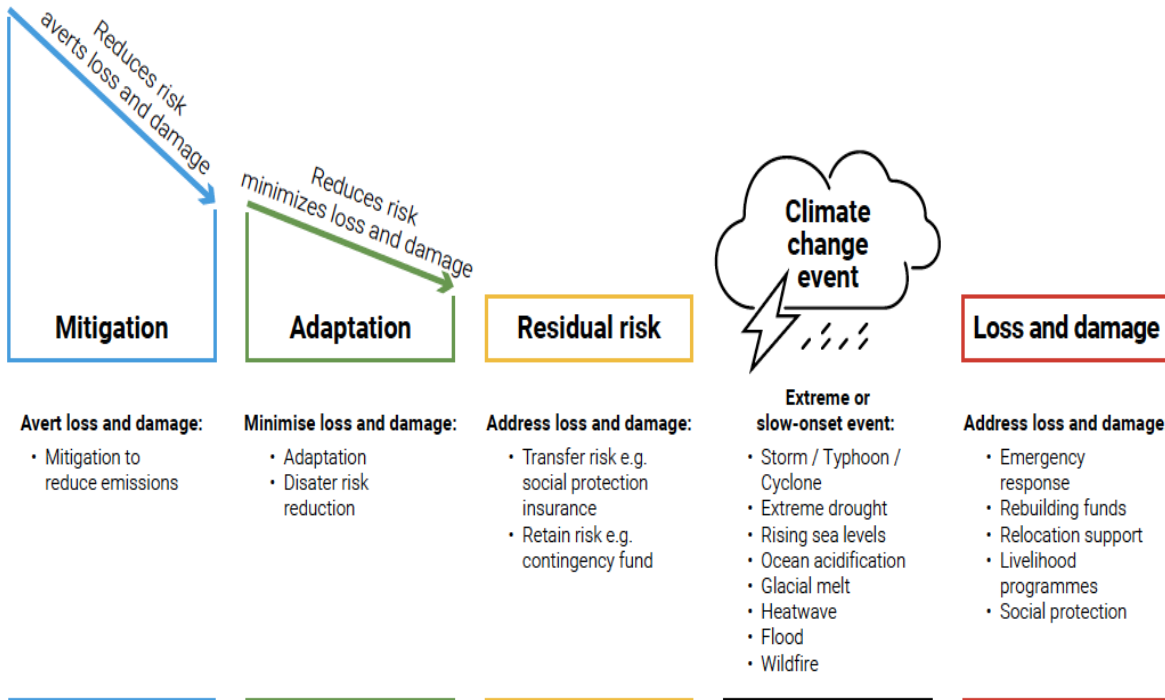 Reduces risk
averts loss and damage
Reduces risk
minimizes loss and damage
Climate
change
event
Mitigation
Adaptation
Residual risk
Loss and damage
Avert loss and damage:
• Mitigation to
reduce emissions
Minimise loss and damage:
• Adaptation
• Disater risk
reduction
Address loss and damage:
• Transfer risk e.g.
social protection
insurance
• Retain risk e.g.
contingency fund
Extreme or
slow-onset event:
• Storm / Typhoon /
Cyclone
• Extreme drought
• Rising sea levels
• Ocean acidification
• Glacial melt
• Heatwave
• Flood
• Wildfire
Address loss and damage
• Emergency
response
• Rebuilding funds
• Relocation support
• Livelihood
programmes
• Social protection